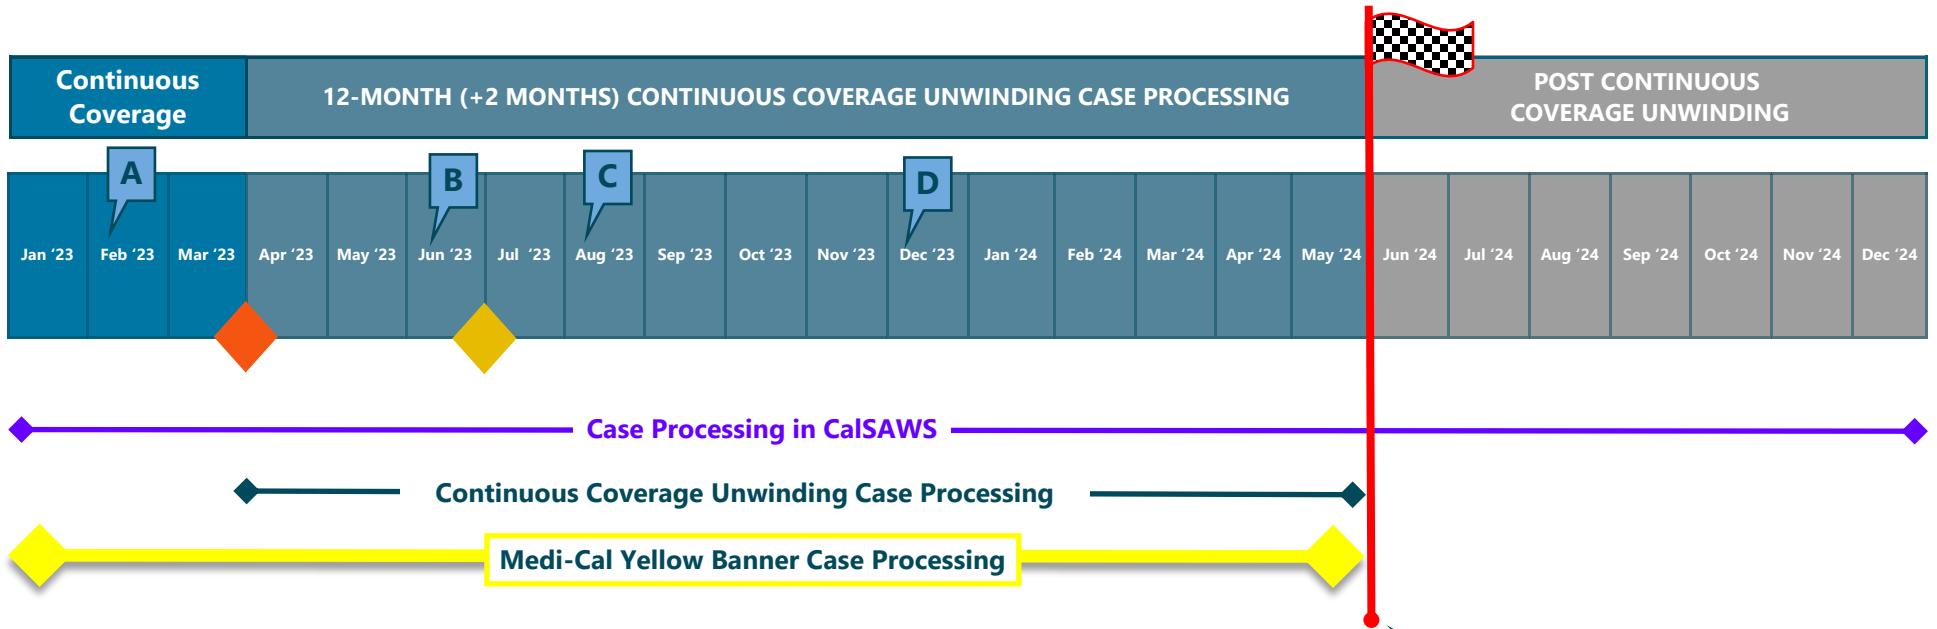 Continuous
Coverage
12-MONTH (+2 MONTHS) CONTINUOUS COVERAGE UNWINDING CASE PROCESSING
POST CONTINUOUS
COVERAGE UNWINDING
A
B
C
D
Jan ‘23
Feb ‘23
Mar ‘23
Apr ‘23
May ‘23
Jun ‘23
Jul ‘23
Aug ‘23
Sep ‘23
Oct ‘23
Nov ‘23
Dec ‘23
Jan ‘24
Feb ‘24
Mar ‘24
Apr ‘24
May ‘24
Jun ‘24
Jul ‘24
Aug ‘24
Sep ‘24
Oct ‘24
Nov ‘24
Dec ‘24
Case Processing in CalSAWS
Continuous Coverage Unwinding Case Processing
Medi-Cal Yellow Banner Case Processing